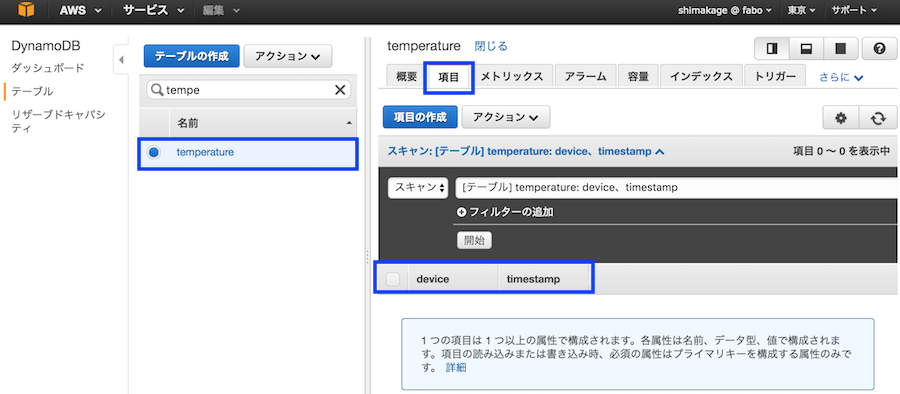 AWS サービス 編集 shimakage @ fabo 東京 サポート
DynamoDB
ダッシュボード
テーブル
リザーブドキャパシ
ティ
テーブルの作成 アクション
tempe
名前
temperature
temperature 閉じる
概要 項目 メトリックス アラーム 容量 インデックス トリガー さらに
項目の作成 アクション
スキャン: [テーブル] temperature: device、timestamp 項目 0 〜 0 を表示中
スキャン [テーブル] temperature: device、timestamp
フィルターの追加
開始
device timestamp
1 つの項目は 1 つ以上の属性で構成されます。各属性は名前、データ型、値で構成されま
す。項目の読み込みまたは書き込み時、必須の属性はプライマリキーを構成する属性のみで
す。 詳細